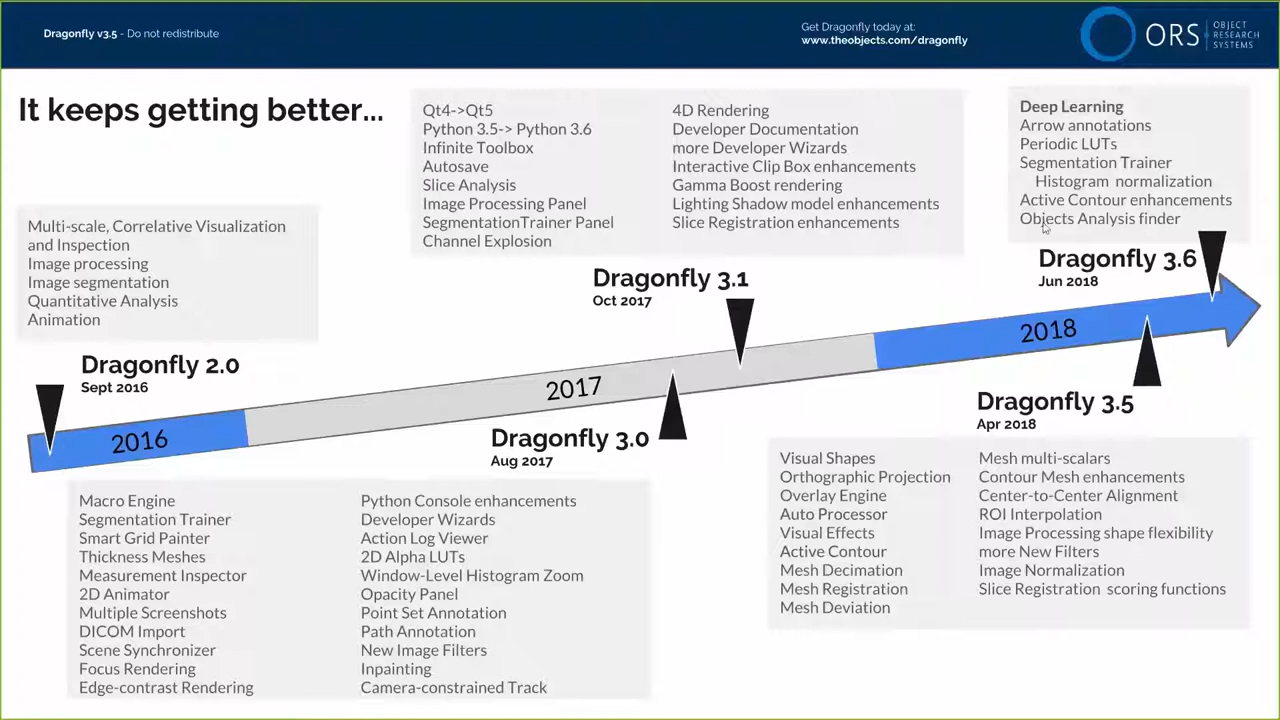 Dragonfly v3.5 - Do not redistribute
Get Dragonfly today at:
www.theobjects.com/dragonfly
ORS
OBJECT
RESEARCH
SYSTEMS
It keeps getting better...
Multi-scale, Correlative Visualization
and Inspection
Image processing
Image segmentation
Quantitative Analysis
Animation
Dragonfly 2.0
Sept 2016
Qt4->Qt5
Python 3.5-> Python 3.6
Infinite Toolbox
Autosave
Slice Analysis
Image Processing Panel
SegmentationTrainer Panel
Channel Explosion
4D Rendering
Developer Documentation
more Developer Wizards
Interactive Clip Box enhancements
Gamma Boost rendering
Lighting Shadow model enhancements
Slice Registration enhancements
Dragonfly 3.1
Oct 2017
Deep Learning
Arrow annotations
Periodic LUTs
Segmentation Trainer
Histogram normalization
Active Contour enhancements
Objects Analysis finder
Dragonfly 3.6
Jun 2018
2016
2017
2018
Dragonfly 3.0
Aug 2017
Macro Engine
Segmentation Trainer
Smart Grid Painter
Thickness Meshes
Measurement Inspector
2D Animator
Multiple Screenshots
DICOM Import
Scene Synchronizer
Focus Rendering
Edge-contrast Rendering
Python Console enhancements
Developer Wizards
Action Log Viewer
2D Alpha LUTs
Window-Level Histogram Zoom
Opacity Panel
Point Set Annotation
Path Annotation
New Image Filters
Inpainting
Camera-constrained Track
Dragonfly 3.5
Apr 2018
Visual Shapes
Orthographic Projection
Overlay Engine
Auto Processor
Visual Effects
Active Contour
Mesh Decimation
Mesh Registration
Mesh Deviation
Mesh multi-scalars
Contour Mesh enhancements
Center-to-Center Alignment
ROI Interpolation
Image Processing shape flexibility
more New Filters
Image Normalization
Slice Registration scoring functions